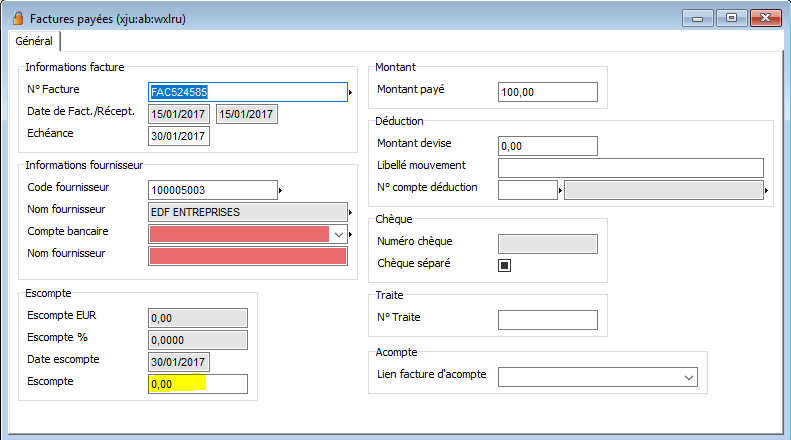 Factures payées (xju:ab:wxlru)
Général
Informations facture
N° Facture FAC524585
Date de Fact./Récept. 15/01/2017 15/01/2017
Echéance 30/01/2017
Informations fournisseur
Code fournisseur 100005003
Nom fournisseur EDF ENTREPRISES
Compte bancaire
Nom fournisseur
Escompte
Escompte EUR 0,00
Escompte % 0,0000
Date escompte 30/01/2017
Escompte 0,00
Montant
Montant payé 100,00
Déduction
Montant devise 0,00
Libellé mouvement
N° compte déduction
Chèque
Numéro chèque
Chèque séparé
Traite
N° Traite
Acompte
Lien facture d'acompte